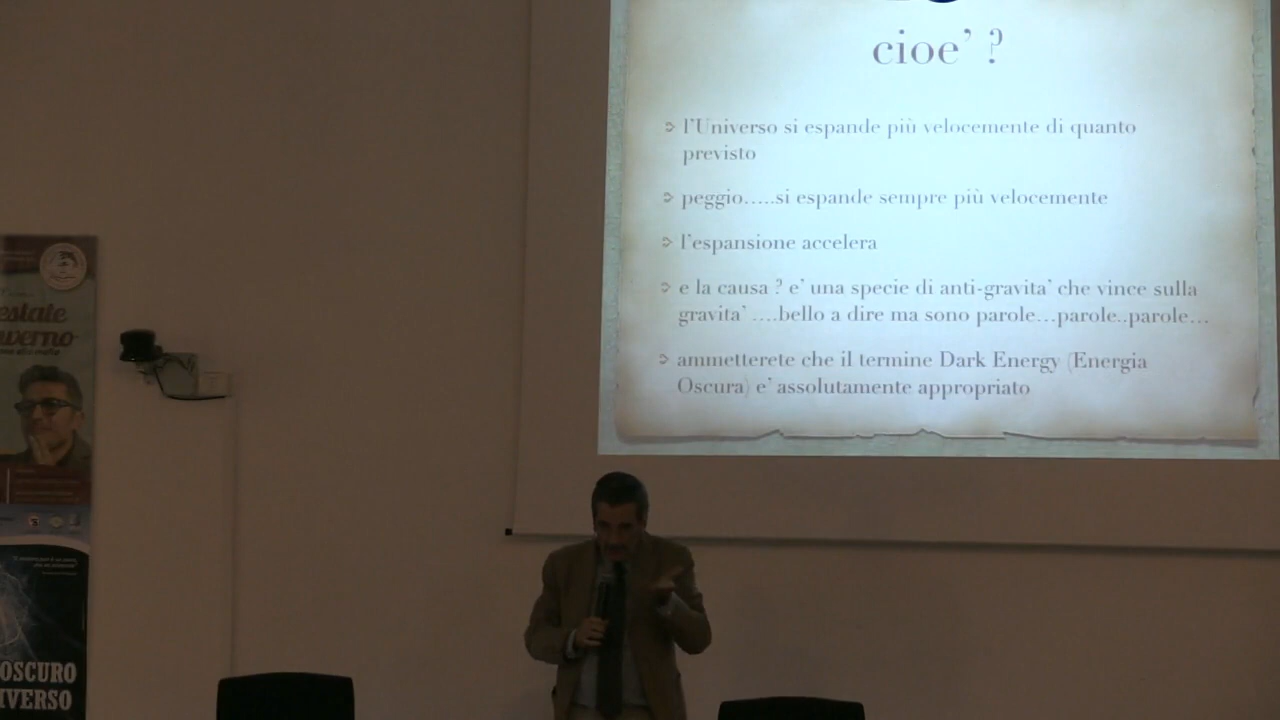 cioe' ?
l'Universo si espande più velocemente di quanto
previsto
peggio.....si espande sempre più velocemente
l'espansione accelera
e la causa ? e' una specie di anti-gravita' che vince sulla
gravita' ....bello a dire ma sono parole...parole..parole...
ammetterete che il termine Dark Energy (Energia
Oscura) e' assolutamente appropriato
estate
OSCURO
IVERSO